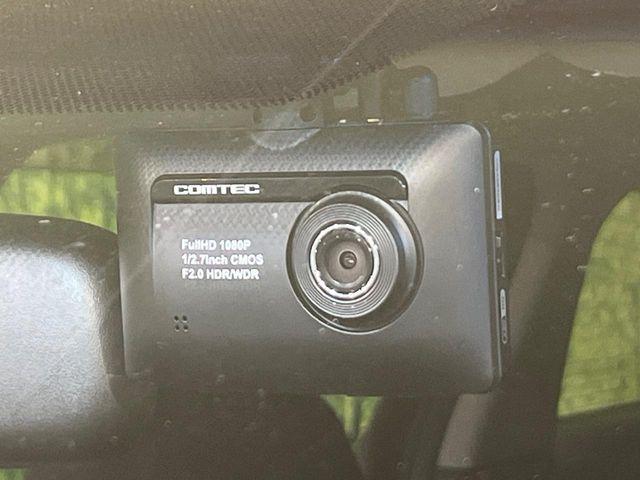 COMTEC
FullHD 1080P
1/2.7inch CMOS
F2.0 HDR/WDR